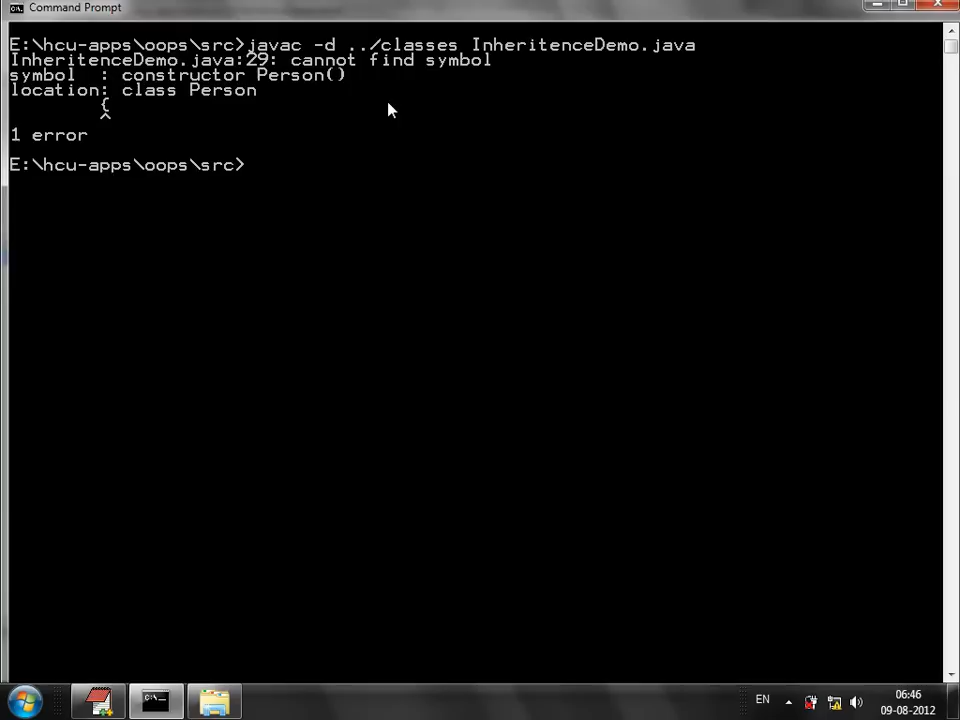 Command Prompt
E:\hcu-apps\oops\src>javac -d ../classes InheritenceDemo.java
InheritenceDemo.java:29: cannot find symbol
symbol  : constructor Person()
location: class Person
        {
        ^
1 error
E:\hcu-apps\oops\src>
EN
06:46
09-08-2012